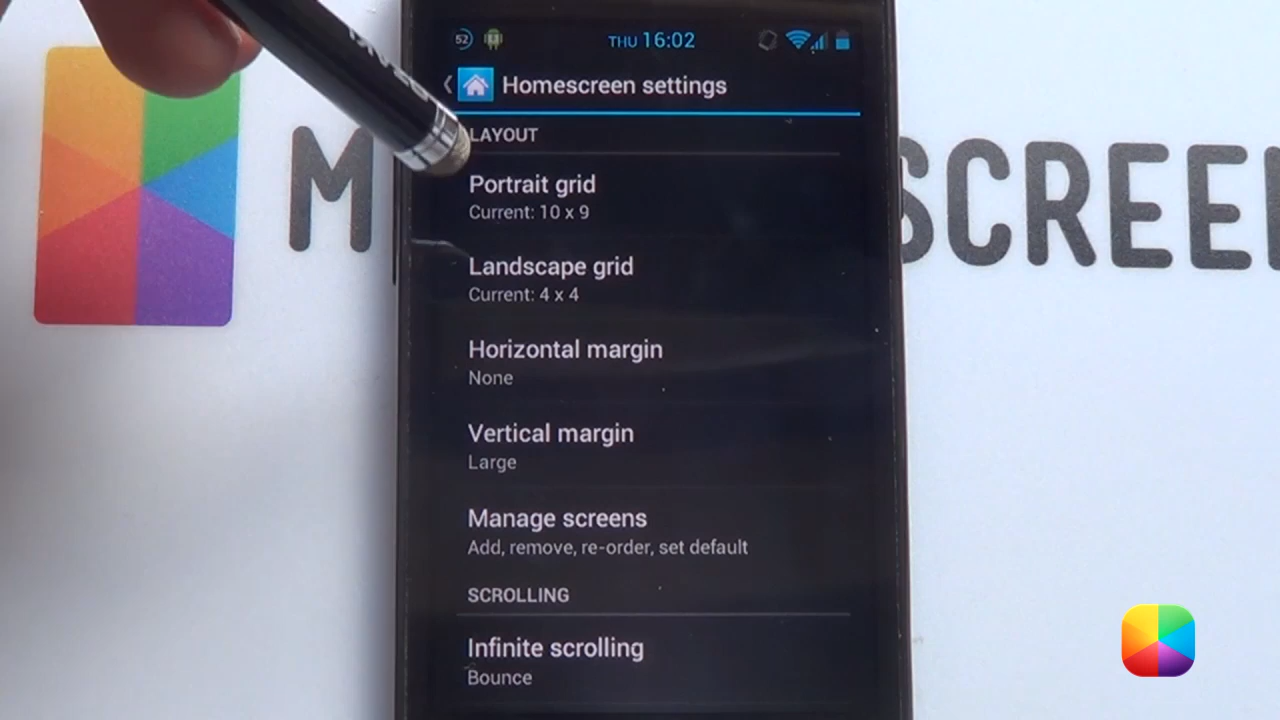 52
THU 16:02
Homescreen settings
LAYOUT
Portrait grid
Current: 10 x 9
Landscape grid
Current: 4 x 4
Horizontal margin
None
Vertical margin
Large
Manage screens
Add, remove, re-order, set default
SCROLLING
Infinite scrolling
Bounce
M
SCREE